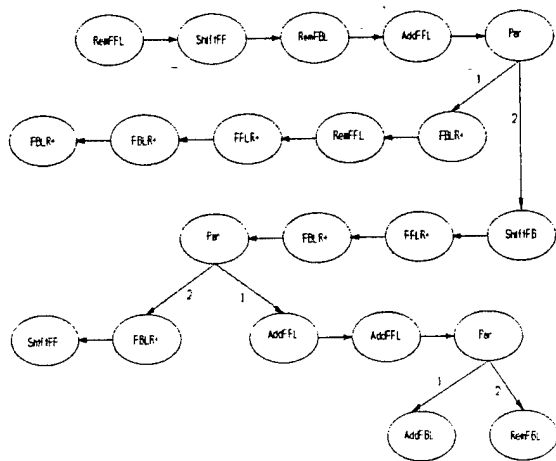 RemFFL ShiftFF RemFBL AddFFL Par
1
2
FBLR+ FBLR+ FFLR+ RemFFL FBLR+
Par FBLR+ FFLR+ ShiftFB
2 1
ShiftFF FBLR+ AddFFL AddFFL Par
1 2
AddFBL RemFBL